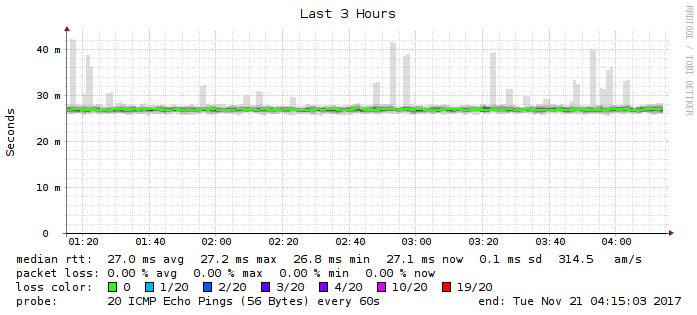 Last 3 Hours
RRDTOOL / TOBI OETIKER
Seconds
40 m
30 m
20 m
10 m
0
01:20 01:40 02:00 02:20 02:40 03:00 03:20 03:40 04:00
median rtt: 27.0 ms avg 27.2 ms max 26.8 ms min 27.1 ms now 0.1 ms sd 314.5 am/s
packet loss: 0.00 % avg 0.00 % max 0.00 % min 0.00 % now
loss color: 0 1/20 2/20 3/20 4/20 10/20 19/20
probe: 20 ICMP Echo Pings (56 Bytes) every 60s end: Tue Nov 21 04:15:03 2017